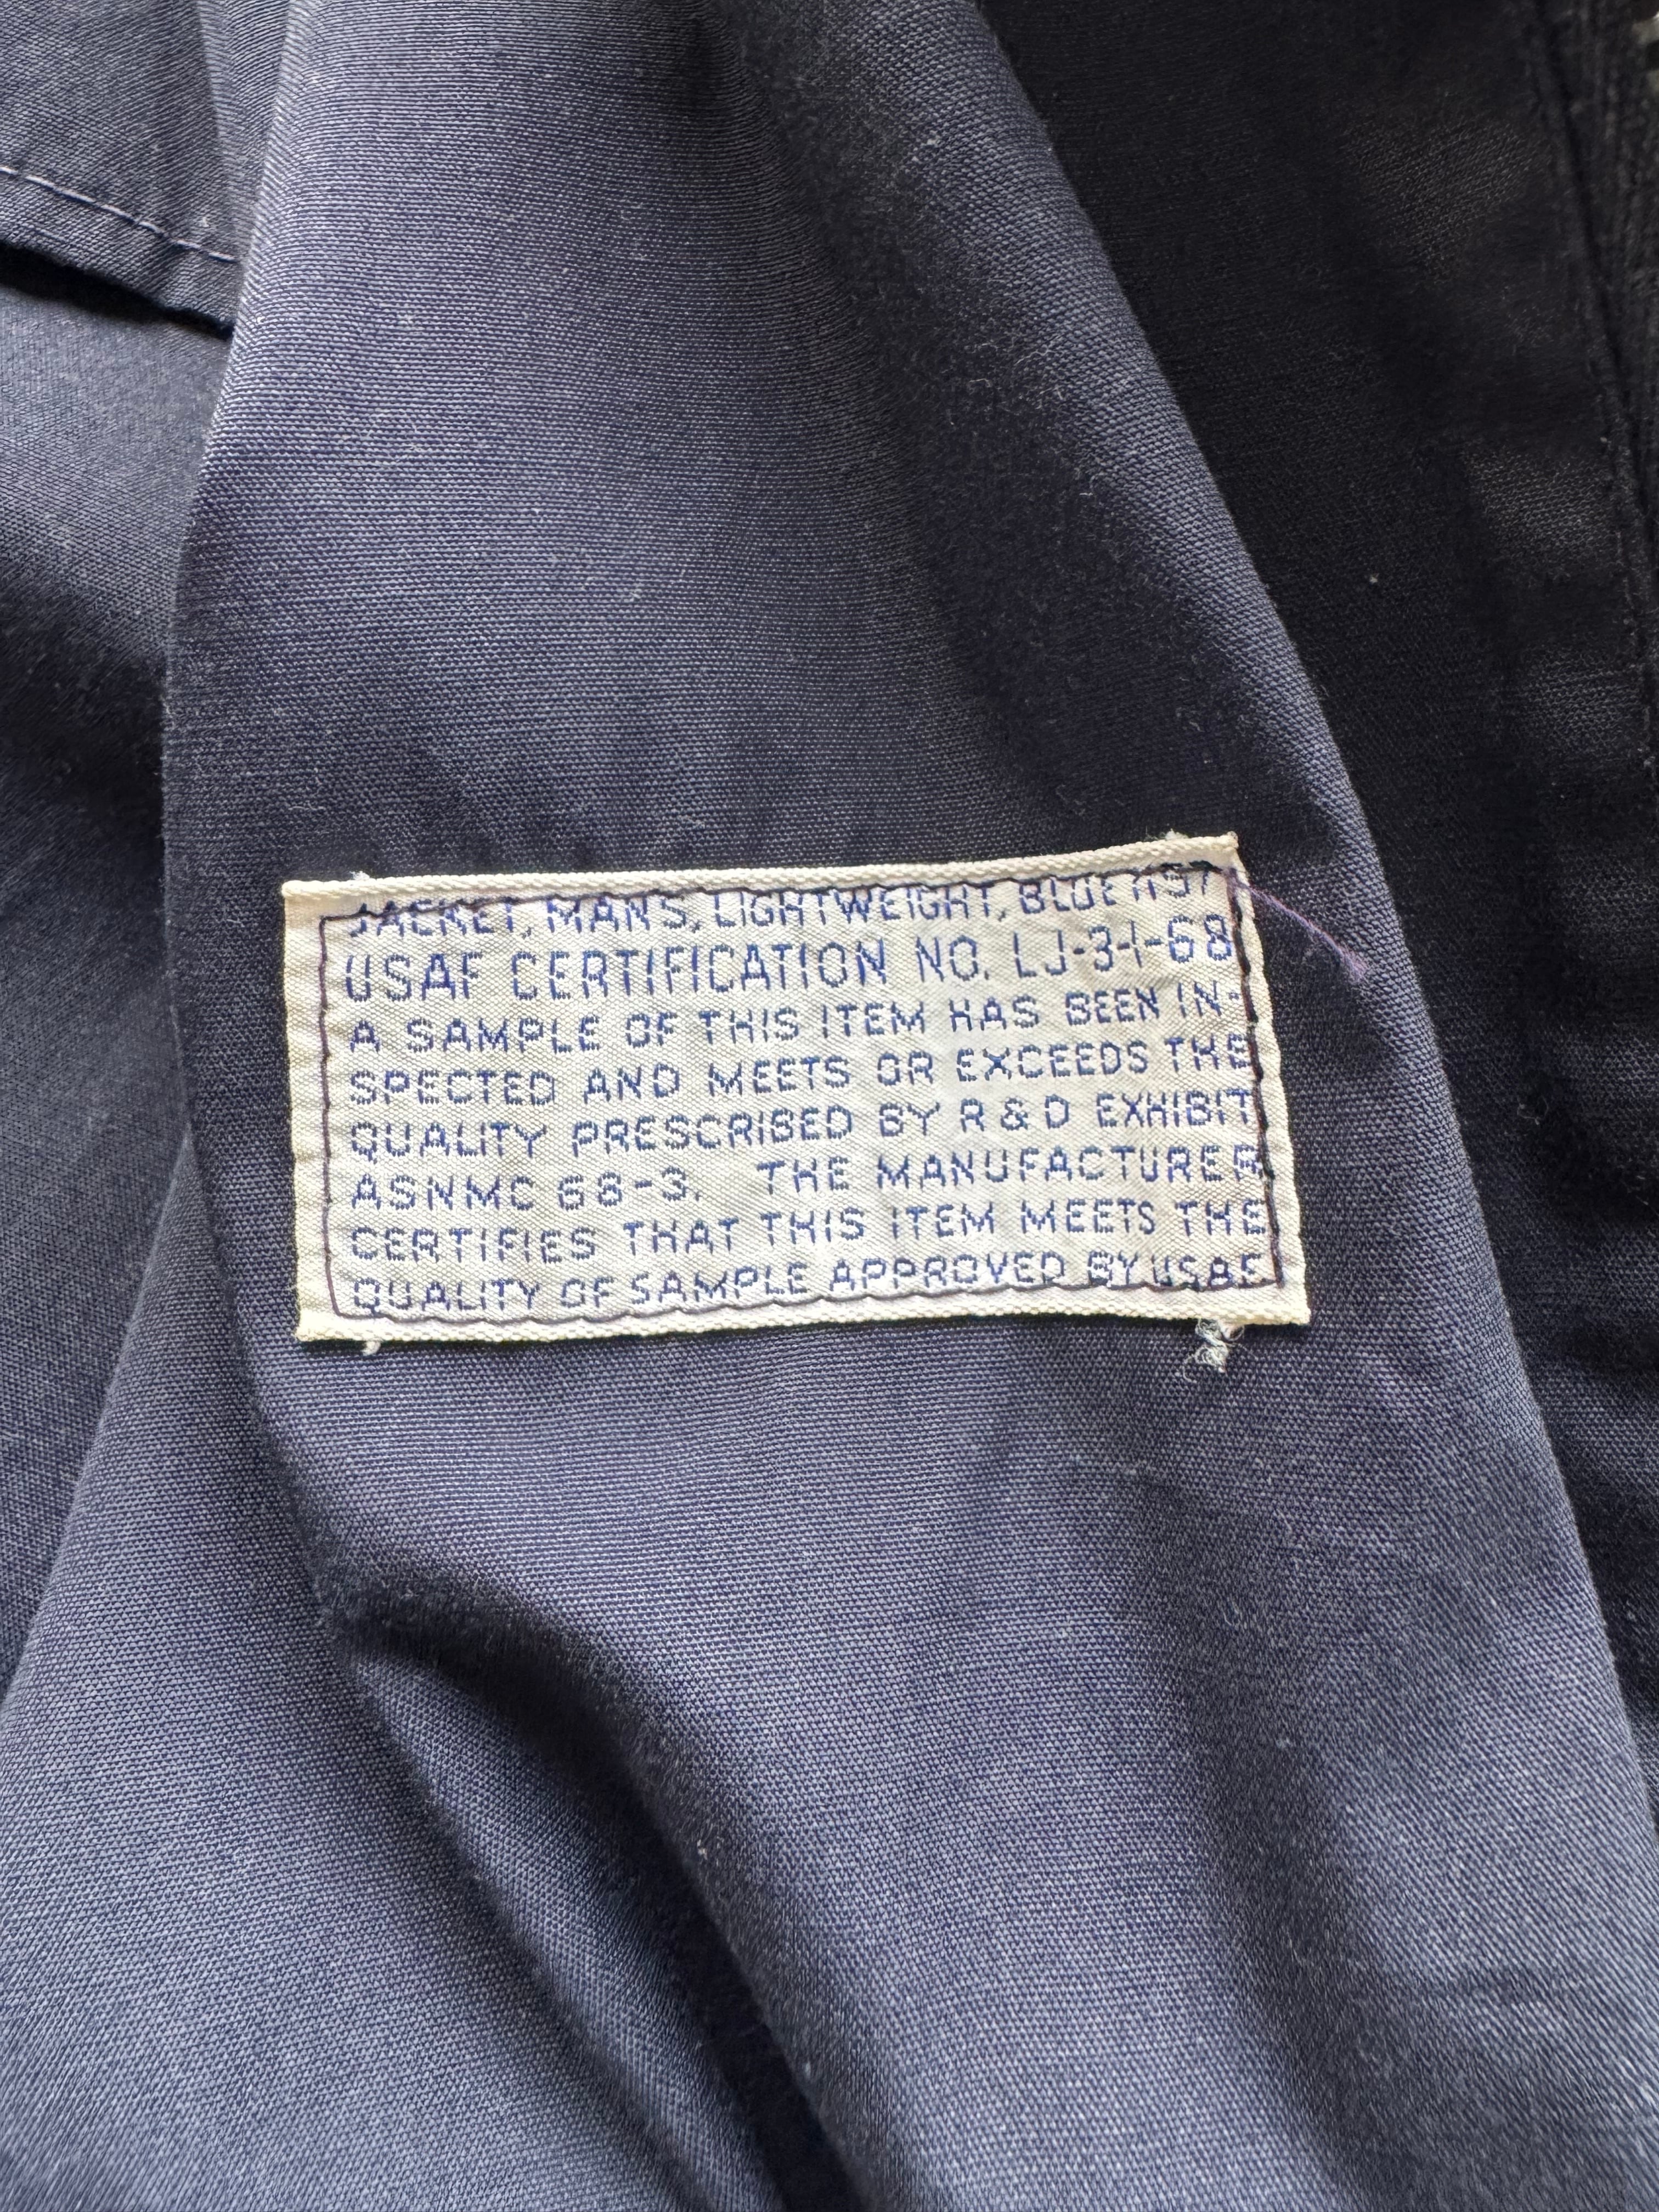 JACKET, MAN'S, LIGHTWEIGHT, BLUE 1157
USAF CERTIFICATION NO. LJ-3-1-68
A SAMPLE OF THIS ITEM HAS BEEN IN-
SPECTED AND MEETS OR EXCEEDS THE
QUALITY PRESCRIBED BY R & D EXHIBIT
ASNMC 68-3. THE MANUFACTURER
CERTIFIES THAT THIS ITEM MEETS THE
QUALITY OF SAMPLE APPROVED BY USAF